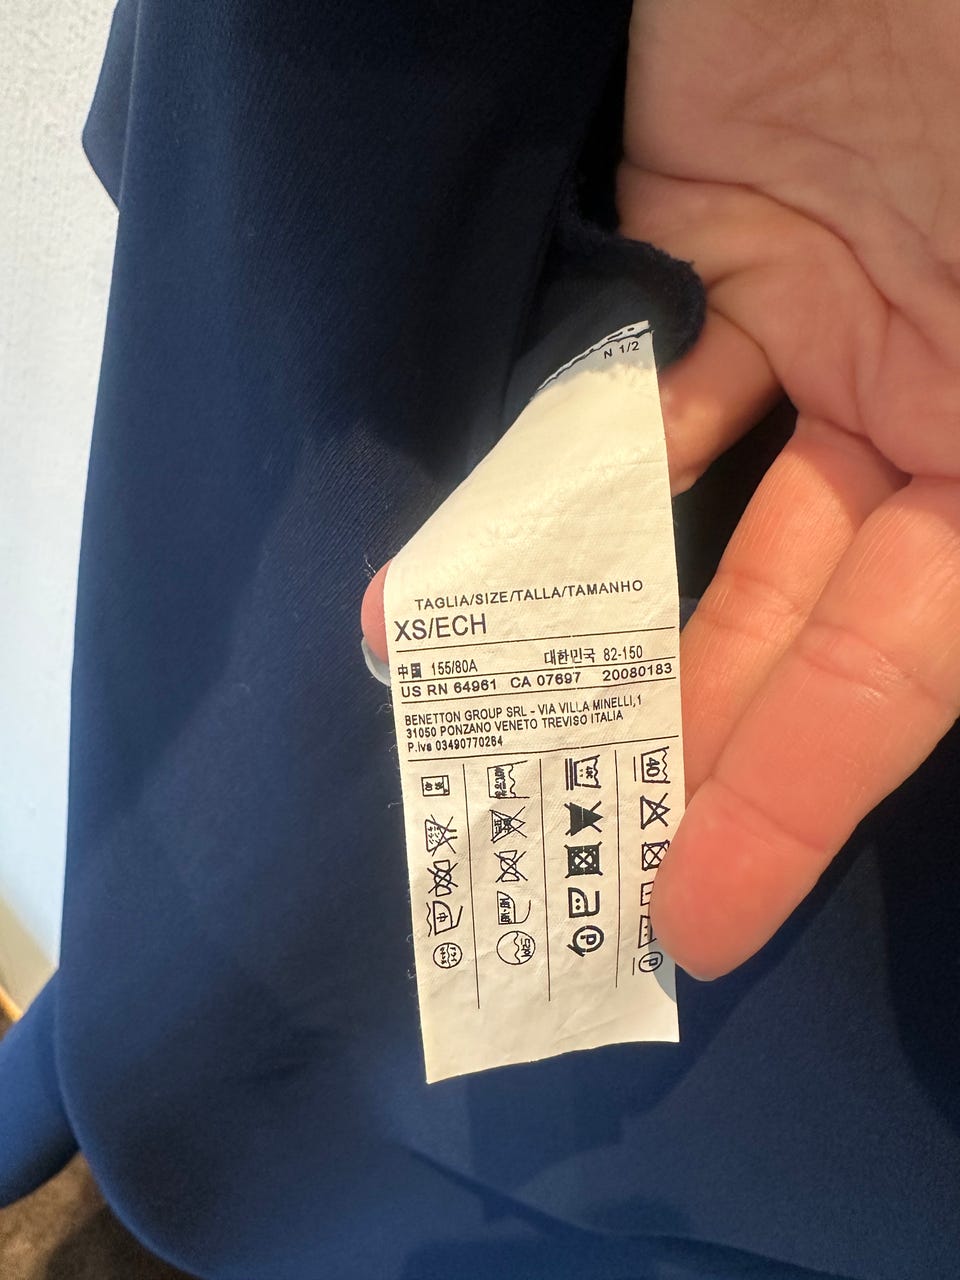 N 1/2
TAGLIA/SIZE/TALLA/TAMANHO
XS/ECH
中国 155/80A 대한민국 82-150
US RN 64961 CA 07697 20080183
BENETTON GROUP SRL - VIA VILLA MINELLI,1
31050 PONZANO VENETO TREVISO ITALIA
P.iva 03490770264
40
P
P